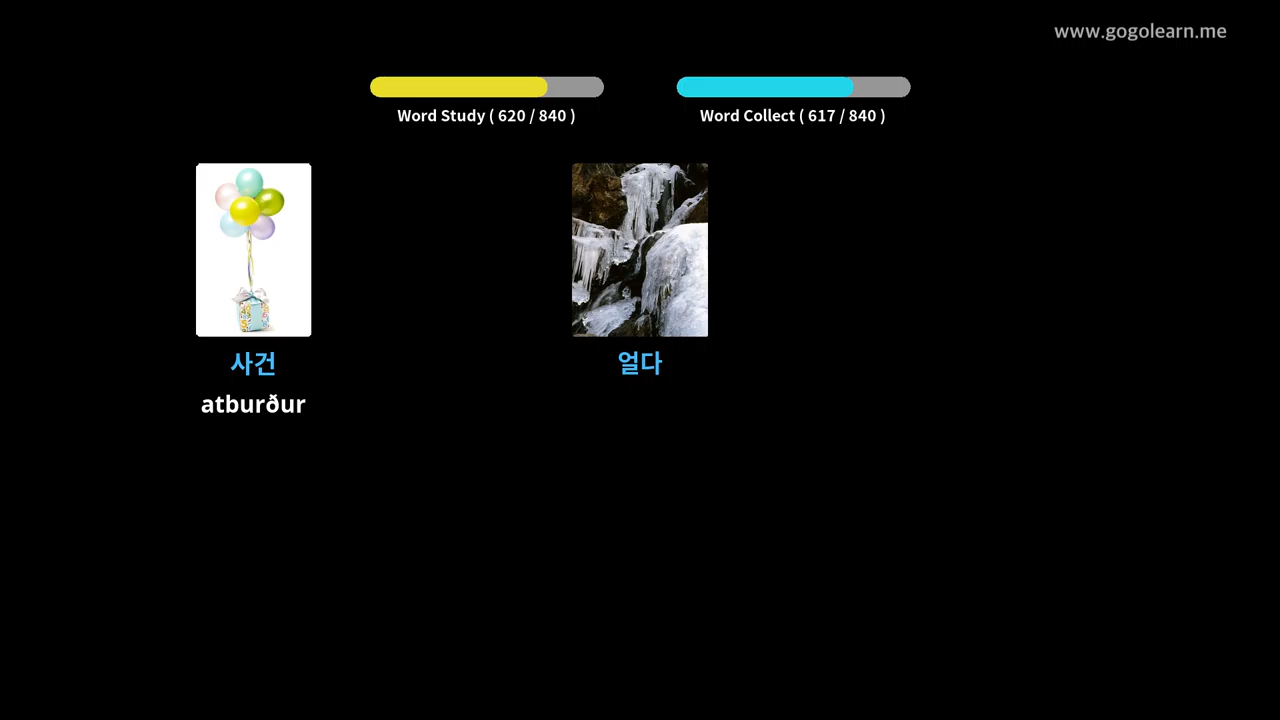 www.gogolearn.me
Word Study ( 620 / 840 )
Word Collect ( 617 / 840 )
사건
얼다
atburður